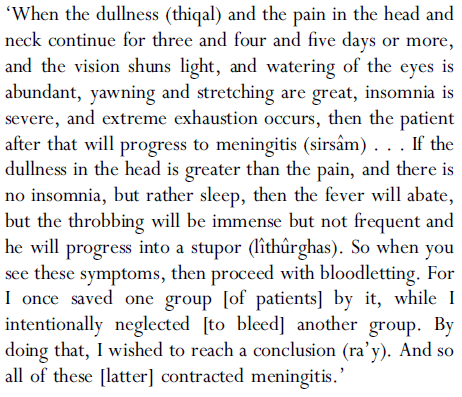 ‘When the dullness (thiqal) and the pain in the head and
neck continue for three and four and five days or more,
and the vision shuns light, and watering of the eyes is
abundant, yawning and stretching are great, insomnia is
severe, and extreme exhaustion occurs, then the patient
after that will progress to meningitis (sirsâm) . . . If the
dullness in the head is greater than the pain, and there is
no insomnia, but rather sleep, then the fever will abate,
but the throbbing will be immense but not frequent and
he will progress into a stupor (lîthûrghas). So when you
see these symptoms, then proceed with bloodletting. For
I once saved one group [of patients] by it, while I
intentionally neglected [to bleed] another group. By
doing that, I wished to reach a conclusion (ra’y). And so
all of these [latter] contracted meningitis.’